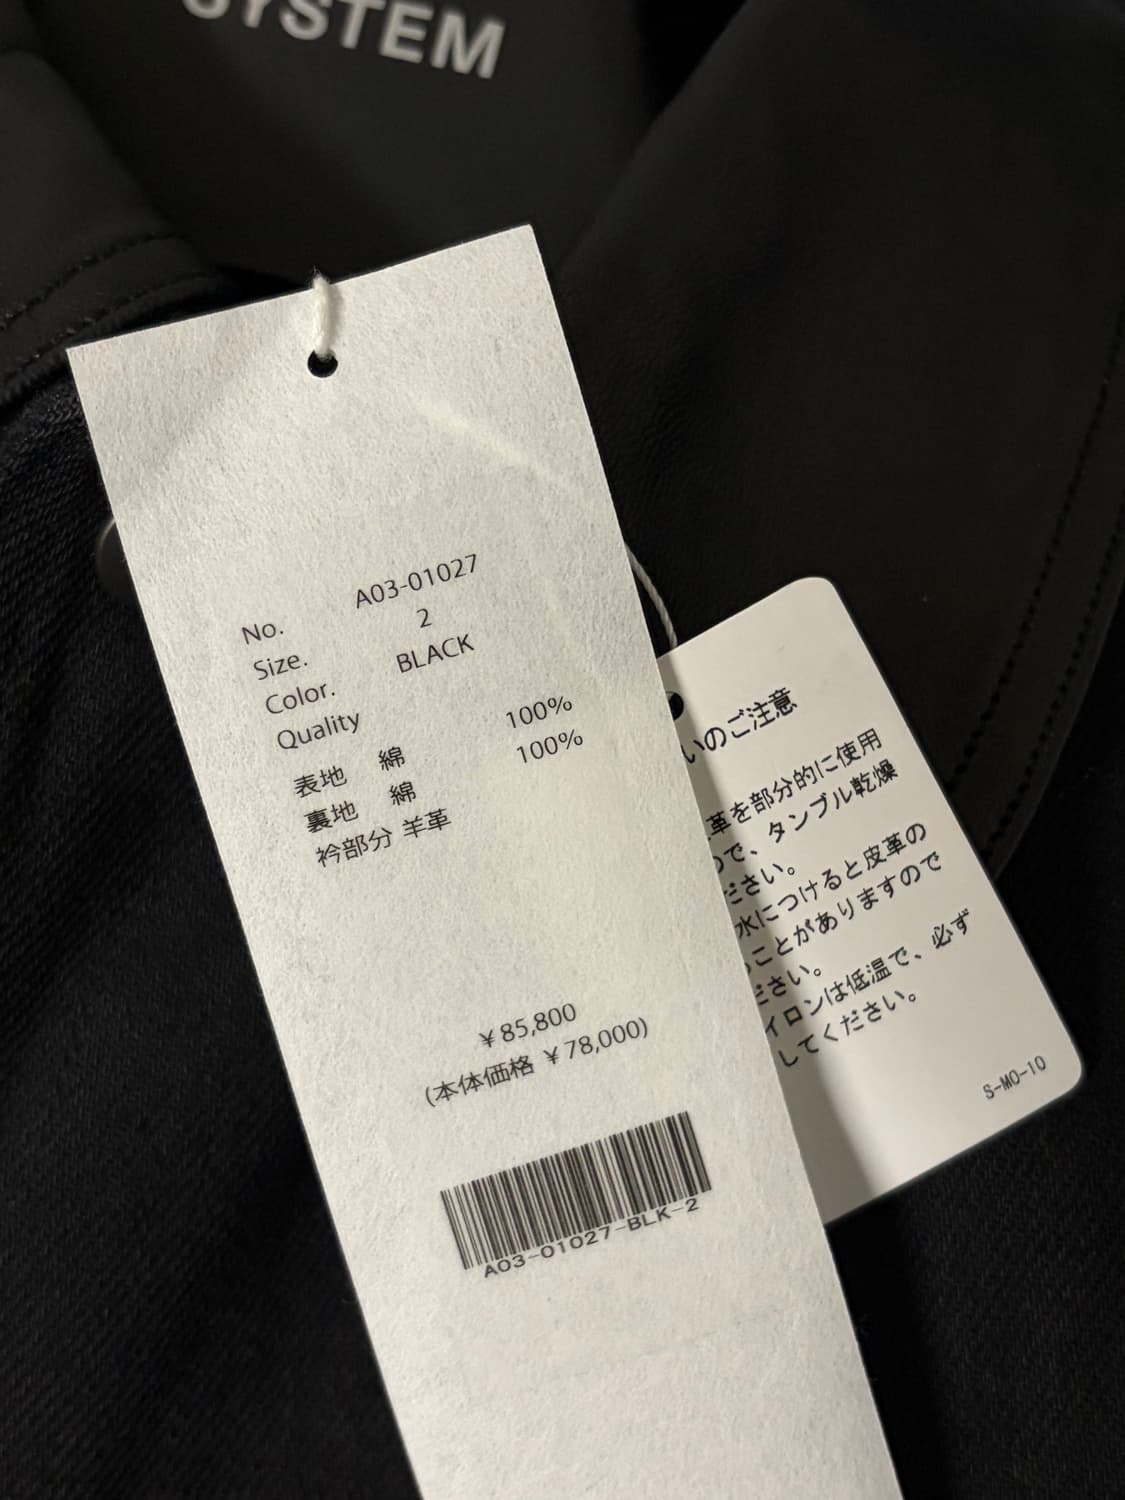 SYSTEM
No. A03-01027
Size. 2
Color. BLACK
Quality
表地 綿 100%
裏地 綿 100%
衿部分 羊革
￥85,800
(本体価格 ￥78,000)
A03-01027-BLK-2
いのご注意
革を部分的に使用
ので、タンブル乾燥
ださい。
水につけると皮革の
ことがありますので
ださい。
イロンは低温で、必ず
してください。
S-MO-10